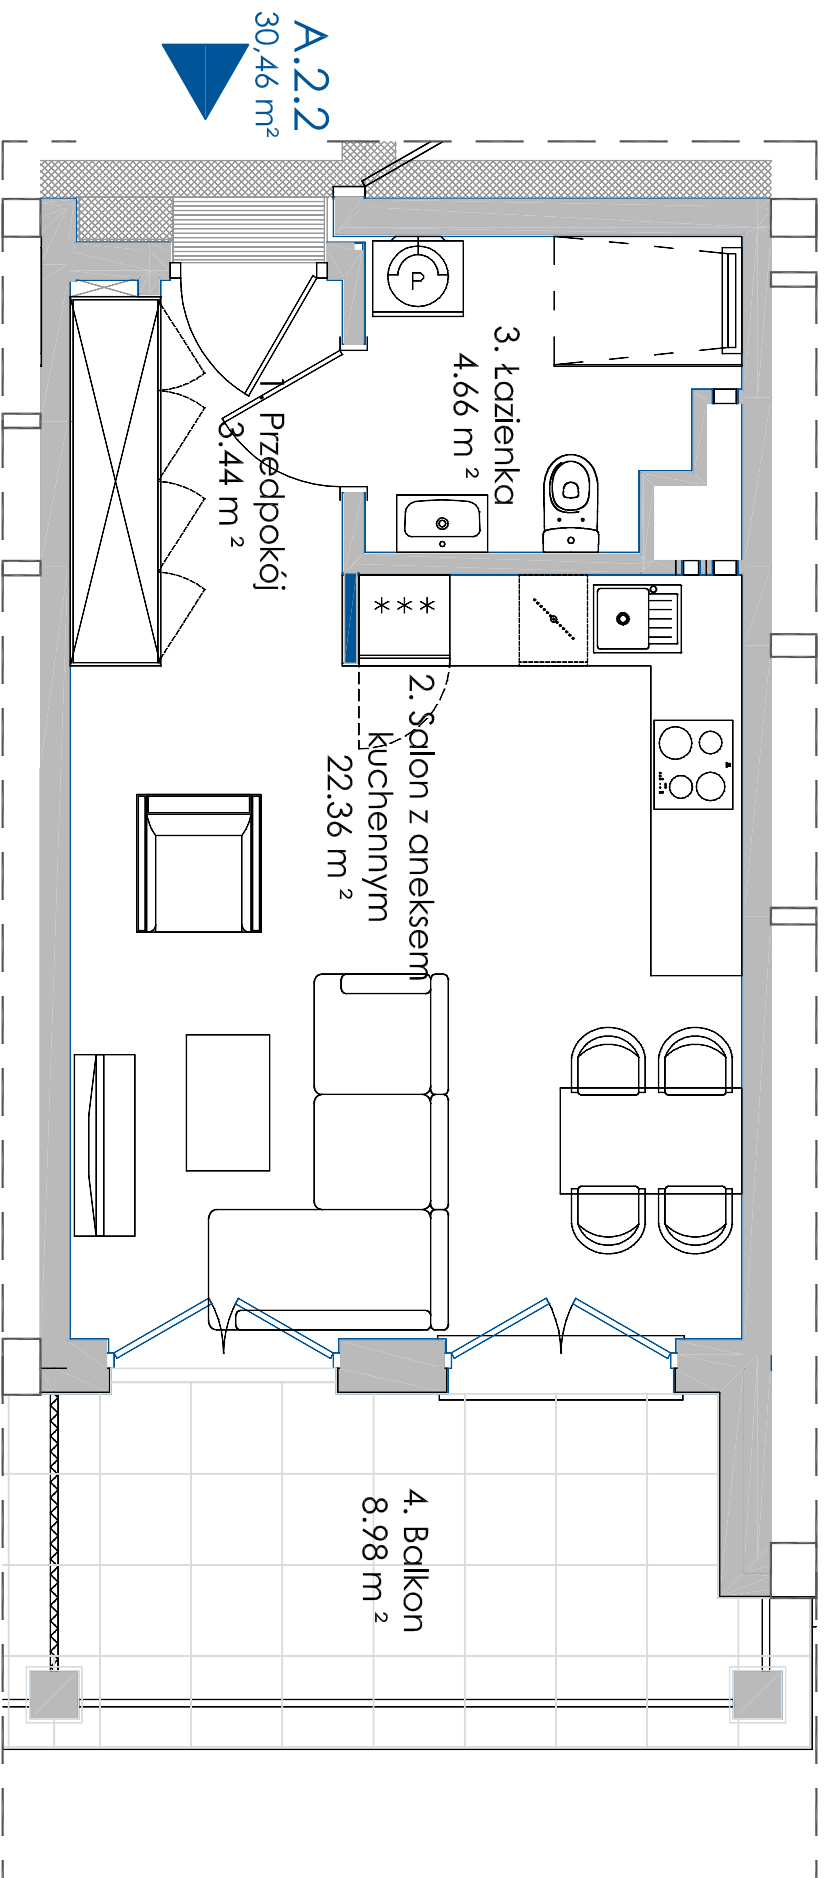 A.2.2
30,46 m²
1. Przedpokój
3.44 m ²
3. Łazienka
4.66 m ²
P
***
2. Salon z aneksem
kuchennym
22.36 m ²
4. Balkon
8.98 m ²